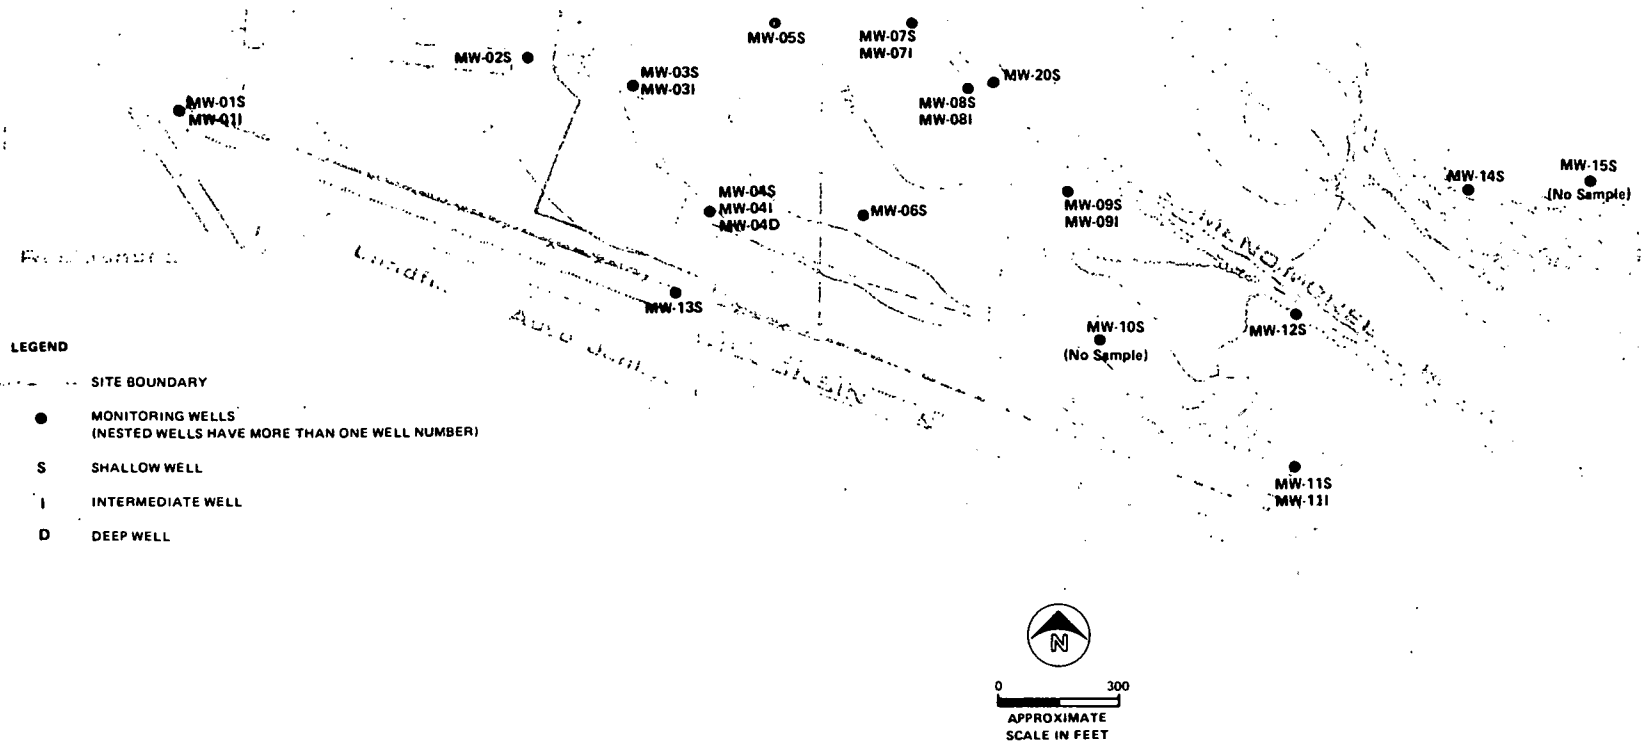 MW-05S
MW-07S
MW-07I
MW-02S
MW-03S
MW-03I
MW-20S
MW-08S
MW-08I
MW-01S
MW-01I
MW-15S
(No Sample)
MW-14S
MW-04S
MW-04I
MW-04D
MW-06S
MW-09S
MW-09I
MW-13S
MW-10S
(No Sample)
MW-12S
LEGEND
SITE BOUNDARY
MONITORING WELLS
(NESTED WELLS HAVE MORE THAN ONE WELL NUMBER)
S SHALLOW WELL
I INTERMEDIATE WELL
D DEEP WELL
MW-11S
MW-11I
N
0 300
APPROXIMATE
SCALE IN FEET